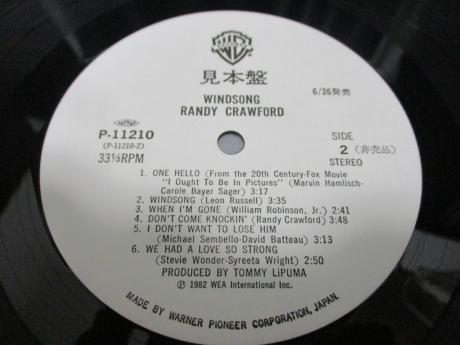 見本盤
WINDSONG
RANDY CRAWFORD
6/26発売
P-11210
(P-11210-2)
33⅓RPM
SIDE
2 (非売品)
STEREO
1. ONE HELLO (From the 20th Century-Fox Movie
"I Ought To Be In Pictures" (Marvin Hamlisch-
Carole Bayer Sager) 3:17
2. WINDSONG (Leon Russell) 3:35
3. WHEN I'M GONE (William Robinson, Jr.) 2:41
4. DON'T COME KNOCKIN' (Randy Crawford) 3:48
5. I DON'T WANT TO LOSE HIM
(Michael Sembello-David Batteau) 3:13
6. WE HAD A LOVE SO STRONG
(Stevie Wonder-Syreeta Wright) 2:50
PRODUCED BY TOMMY LiPUMA
Ⓟ 1982 WEA International Inc.
MADE BY WARNER PIONEER CORPORATION, JAPAN.